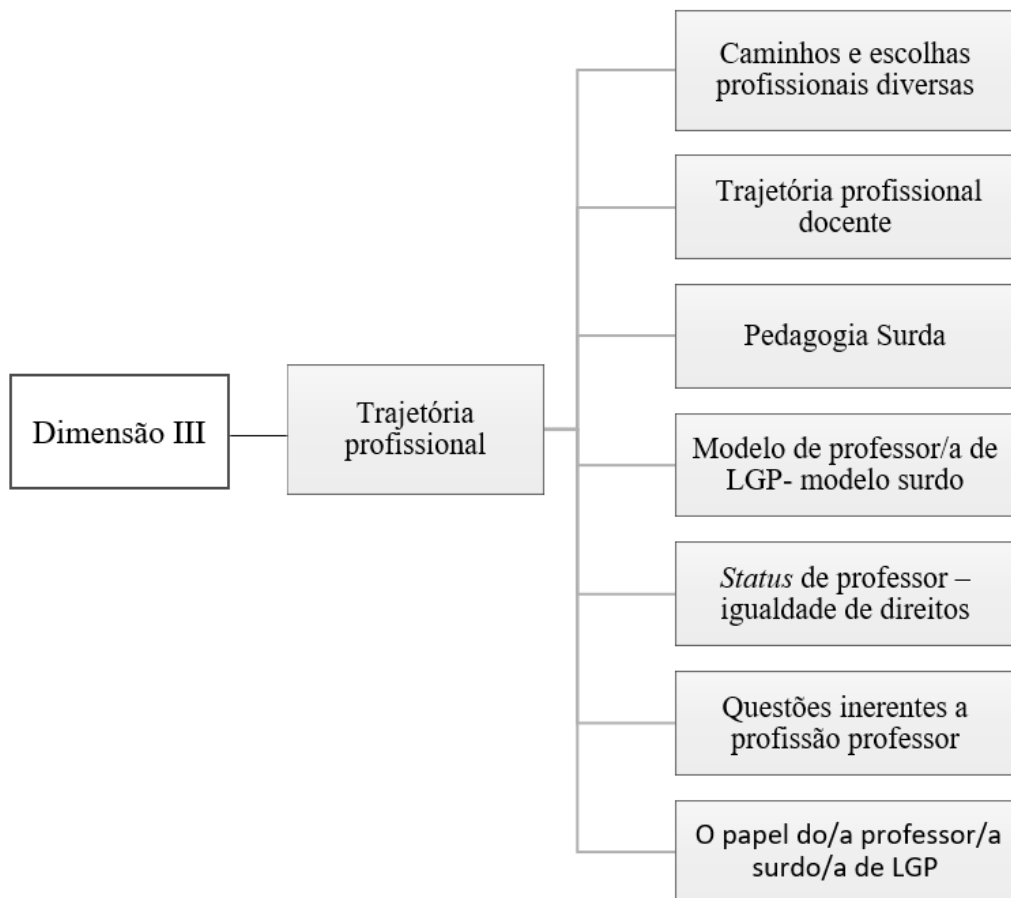 Dimensão III
Trajetória
profissional
Caminhos e escolhas
profissionais diversas
Trajetória profissional
docente
Pedagogia Surda
Modelo de professor/a de
LGP- modelo surdo
Status de professor –
igualdade de direitos
Questões inerentes a
profissão professor
O papel do/a professor/a
surdo/a de LGP